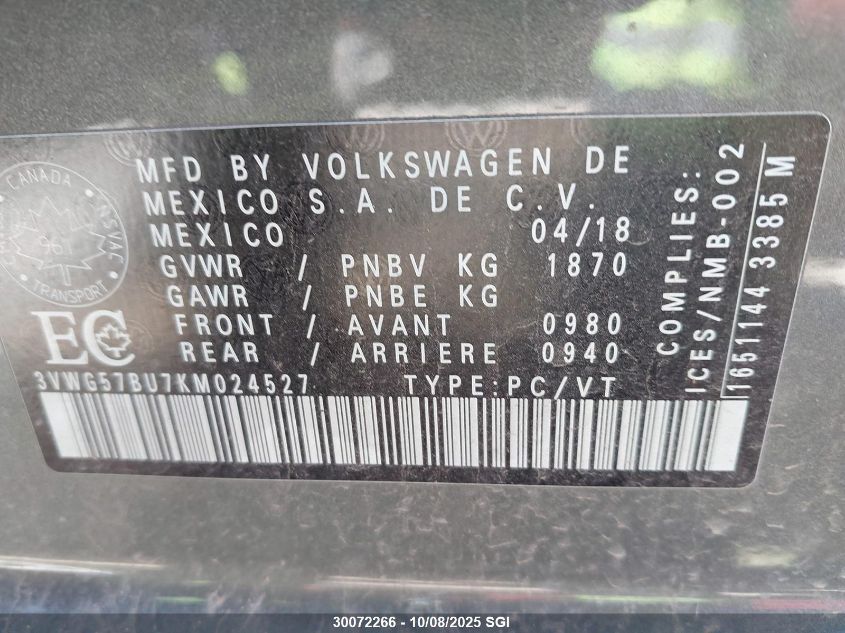 MFD BY VOLKSWAGEN DE
MEXICO S.A. DE C.V.
MEXICO 04/18
GVWR / PNBV KG 1870
GAWR / PNBE KG
FRONT / AVANT 0980
REAR / ARRIERE 0940
3VWG57BU7KM024527 TYPE:PC/VT
CANADA
961
TRANSPORT
EC
COMPLIES:
ICES/NMB-002
1651144 3385 M
30072266 - 10/08/2025 SGI